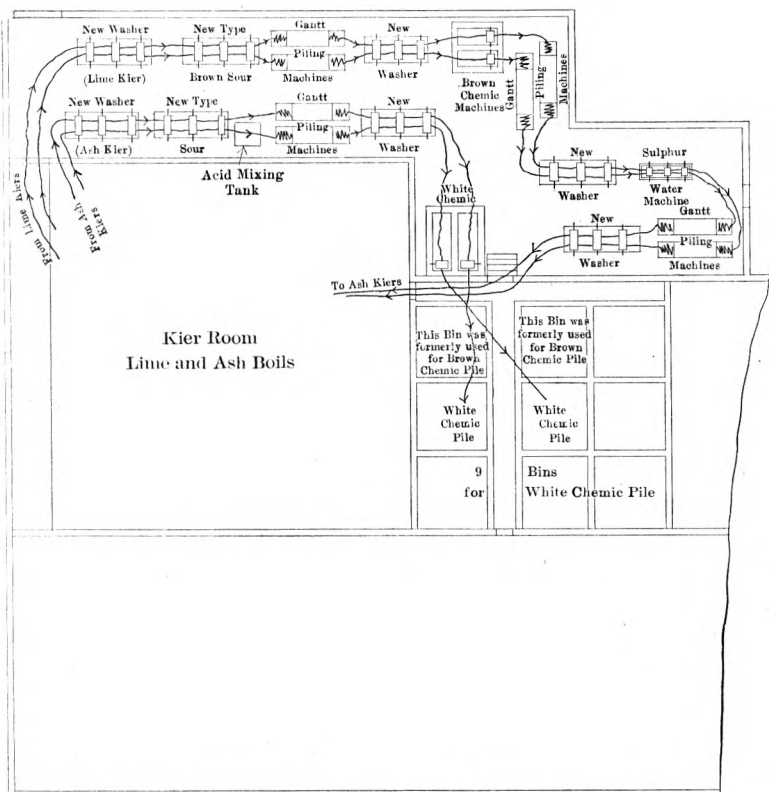 New Washer
(Lime Kier)
New Type
Brown Sour
Gantt
Piling
Machines
New
Washer
Brown
Chemic
Machines
Gantt
Piling
Machines
New Washer
(Ash Kier)
New Type
Sour
Acid Mixing
Tank
Gantt
Piling
Machines
New
Washer
White
Chemic
New
Washer
Sulphur
Water
Machine
Gantt
Piling
Machines
New
Washer
From Lime Kiers
From Ash
Kiers
To Ash Kiers
Kier Room
Lime and Ash Boils
This Bin was
formerly used
for Brown
Chemic Pile
This Bin was
formerly used
for Brown
Chemic Pile
White
Chemic
Pile
White
Chemic
Pile
9 Bins
for White Chemic Pile